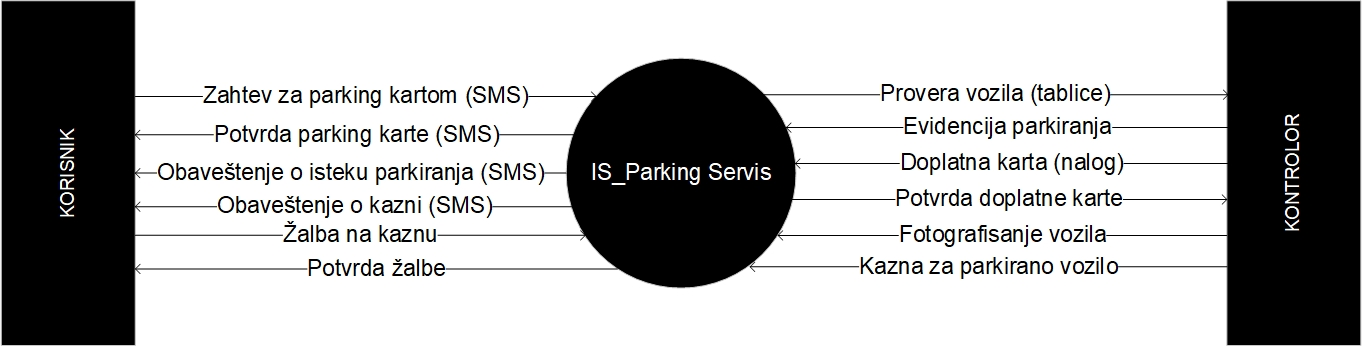 KORISNIK
Zahtev za parking kartom (SMS)
Potvrda parking karte (SMS)
Obaveštenje o isteku parkiranja (SMS)
Obaveštenje o kazni (SMS)
Žalba na kaznu
Potvrda žalbe
IS_Parking Servis
Provera vozila (tablice)
Evidencija parkiranja
Doplatna karta (nalog)
Potvrda doplatne karte
Fotografisanje vozila
Kazna za parkirano vozilo
KONTROLOR